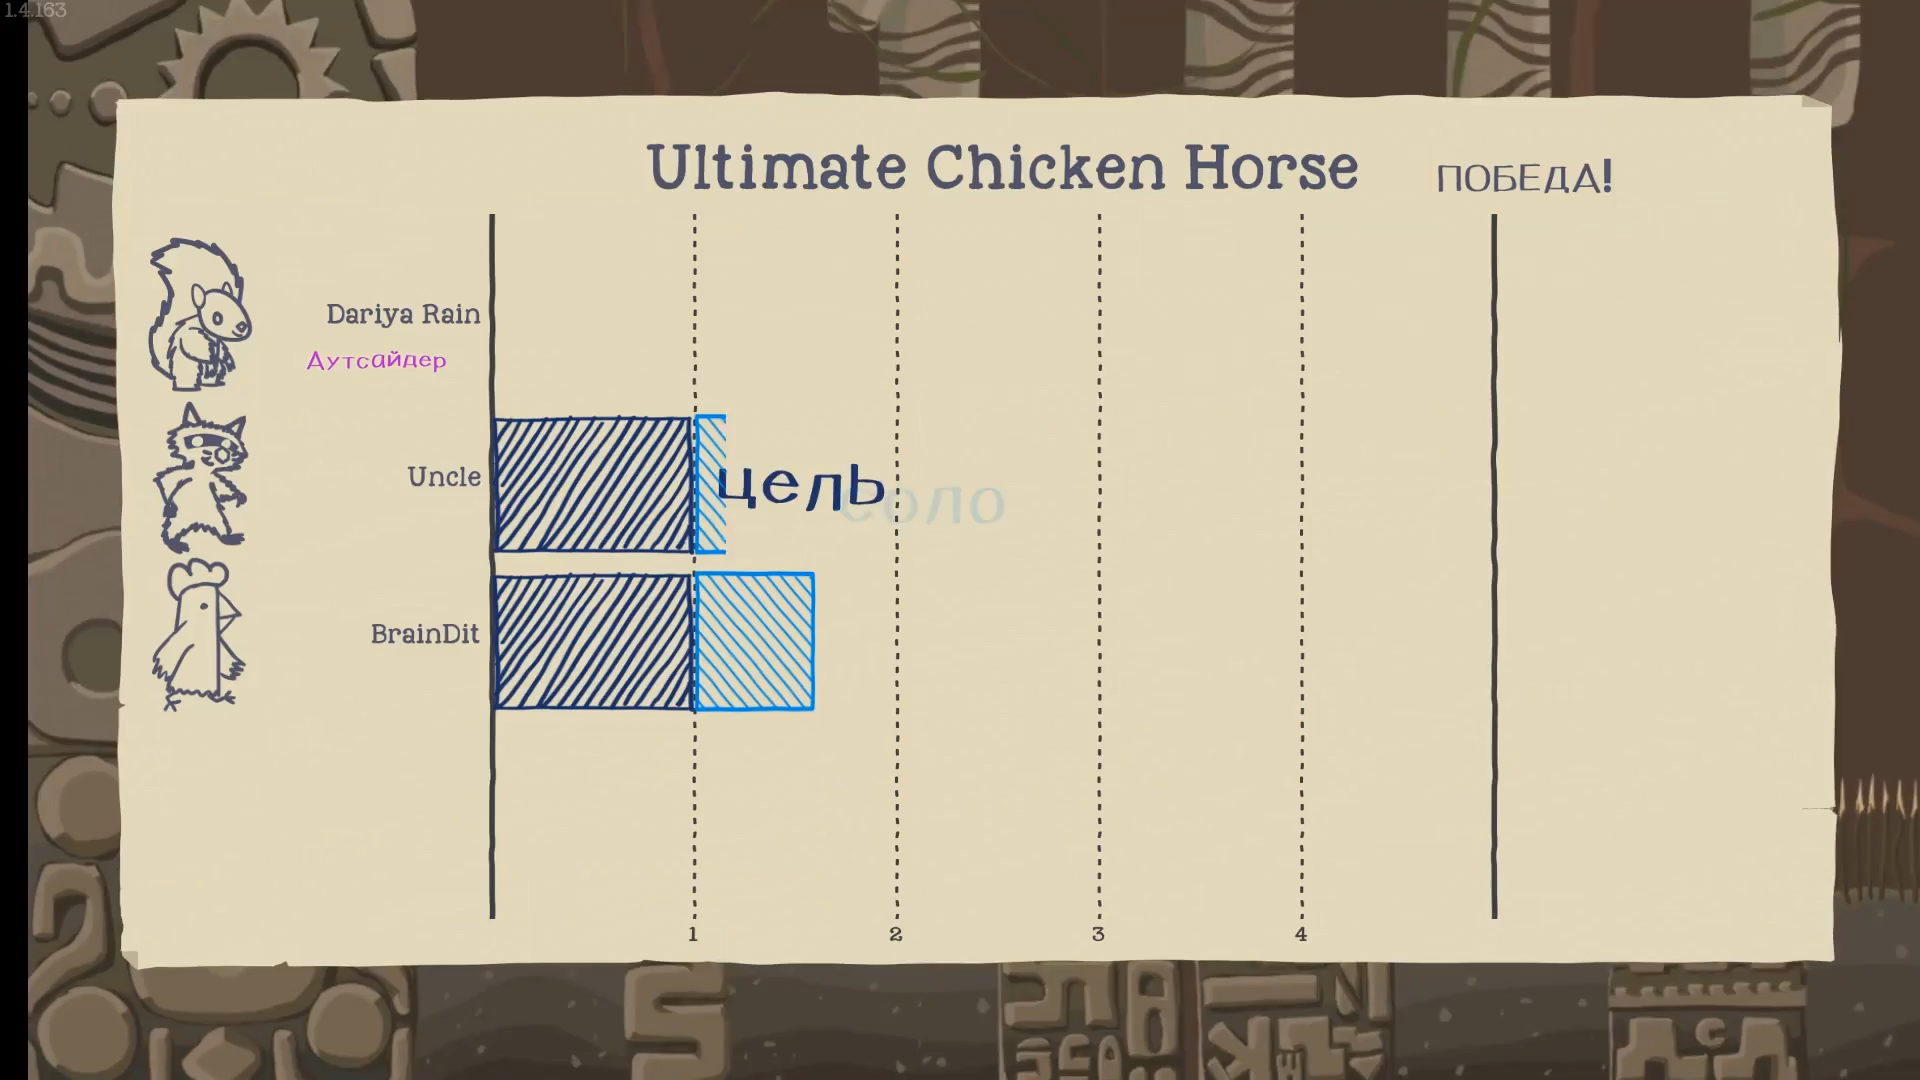 1.4.163
Ultimate Chicken Horse
ПОБЕДА!
Dariya Rain
Аутсайдер
Uncle
цель
соло
BrainDit
1 2 3 4